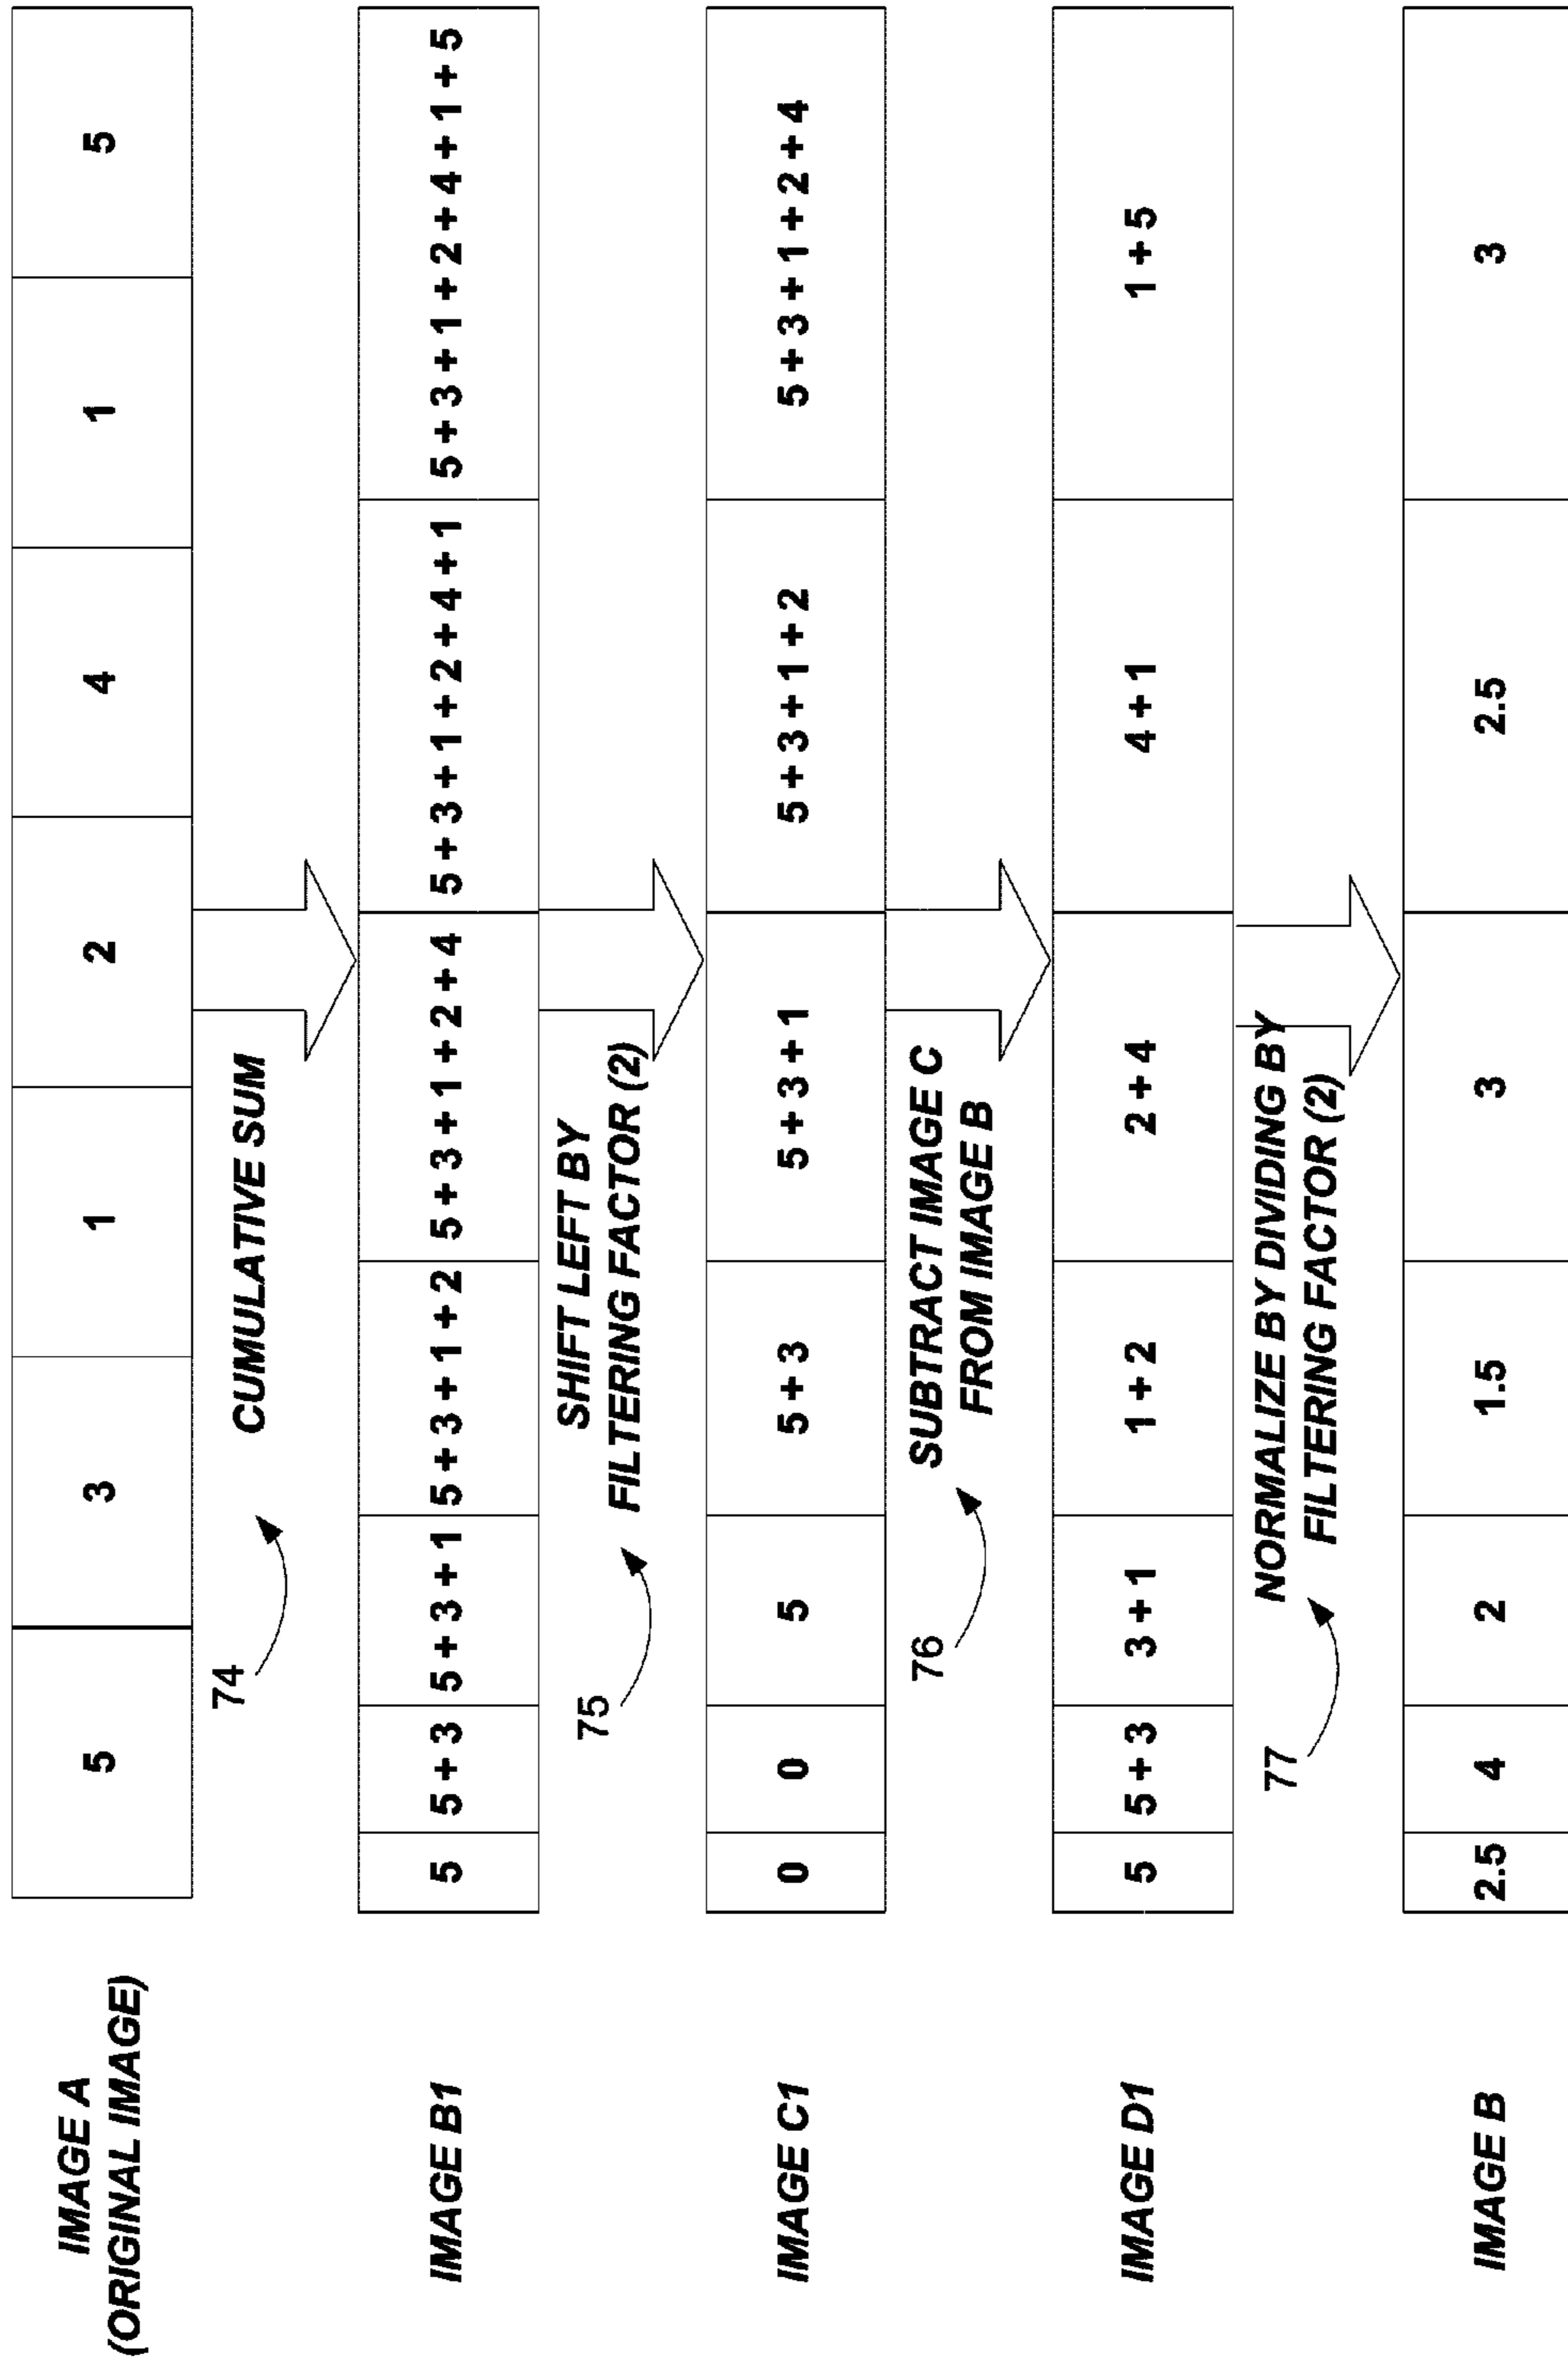 IMAGE A
(ORIGINAL IMAGE)
5 3 1 2 4 1 5
74
CUMULATIVE SUM
IMAGE B1
5 5 + 3 5 + 3 + 1 5 + 3 + 1 + 2 5 + 3 + 1 + 2 + 4 5 + 3 + 1 + 2 + 4 + 1 5 + 3 + 1 + 2 + 4 + 1 + 5
75
SHIFT LEFT BY
FILTERING FACTOR (2)
IMAGE C1
0 0 5 5 + 3 5 + 3 + 1 5 + 3 + 1 + 2 5 + 3 + 1 + 2 + 4
76
SUBTRACT IMAGE C
FROM IMAGE B
IMAGE D1
5 5 + 3 3 + 1 1 + 2 2 + 4 4 + 1 1 + 5
77
NORMALIZE BY DIVIDING BY
FILTERING FACTOR (2)
IMAGE B
2.5 4 2 1.5 3 2.5 3